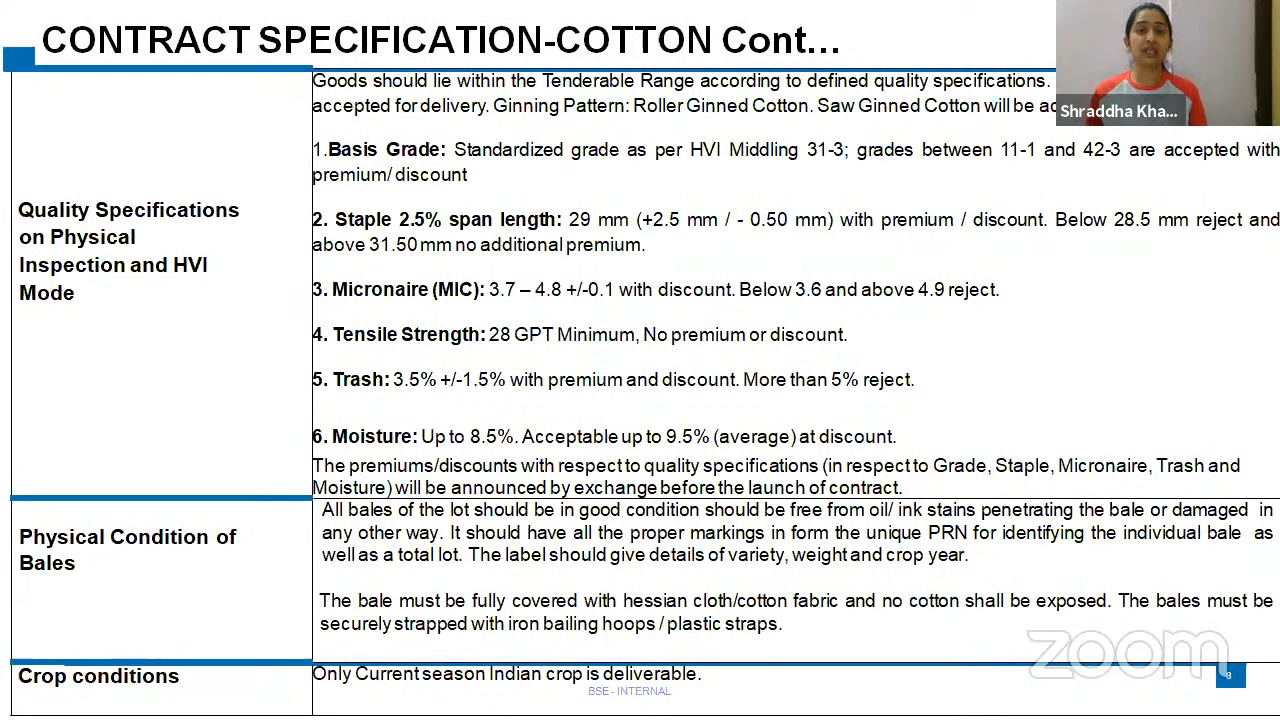 CONTRACT SPECIFICATION-COTTON Cont…
Shraddha Kha...
Quality Specifications
on Physical
Inspection and HVI
Mode
Goods should lie within the Tenderable Range according to defined quality specifications.
accepted for delivery. Ginning Pattern: Roller Ginned Cotton. Saw Ginned Cotton will be
1.Basis Grade: Standardized grade as per HVI Middling 31-3; grades between 11-1 and 42-3 are accepted with
premium/ discount
2. Staple 2.5% span length: 29 mm (+2.5 mm / - 0.50 mm) with premium / discount. Below 28.5 mm reject and
above 31.50 mm no additional premium.
3. Micronaire (MIC): 3.7 – 4.8 +/-0.1 with discount. Below 3.6 and above 4.9 reject.
4. Tensile Strength: 28 GPT Minimum, No premium or discount.
5. Trash: 3.5% +/-1.5% with premium and discount. More than 5% reject.
6. Moisture: Up to 8.5%. Acceptable up to 9.5% (average) at discount.
The premiums/discounts with respect to quality specifications (in respect to Grade, Staple, Micronaire, Trash and
Moisture) will be announced by exchange before the launch of contract.
Physical Condition of
Bales
All bales of the lot should be in good condition should be free from oil/ ink stains penetrating the bale or damaged in
any other way. It should have all the proper markings in form the unique PRN for identifying the individual bale as
well as a total lot. The label should give details of variety, weight and crop year.
The bale must be fully covered with hessian cloth/cotton fabric and no cotton shall be exposed. The bales must be
securely strapped with iron bailing hoops / plastic straps.
Crop conditions
Only Current season Indian crop is deliverable.
BSE - INTERNAL
zoom